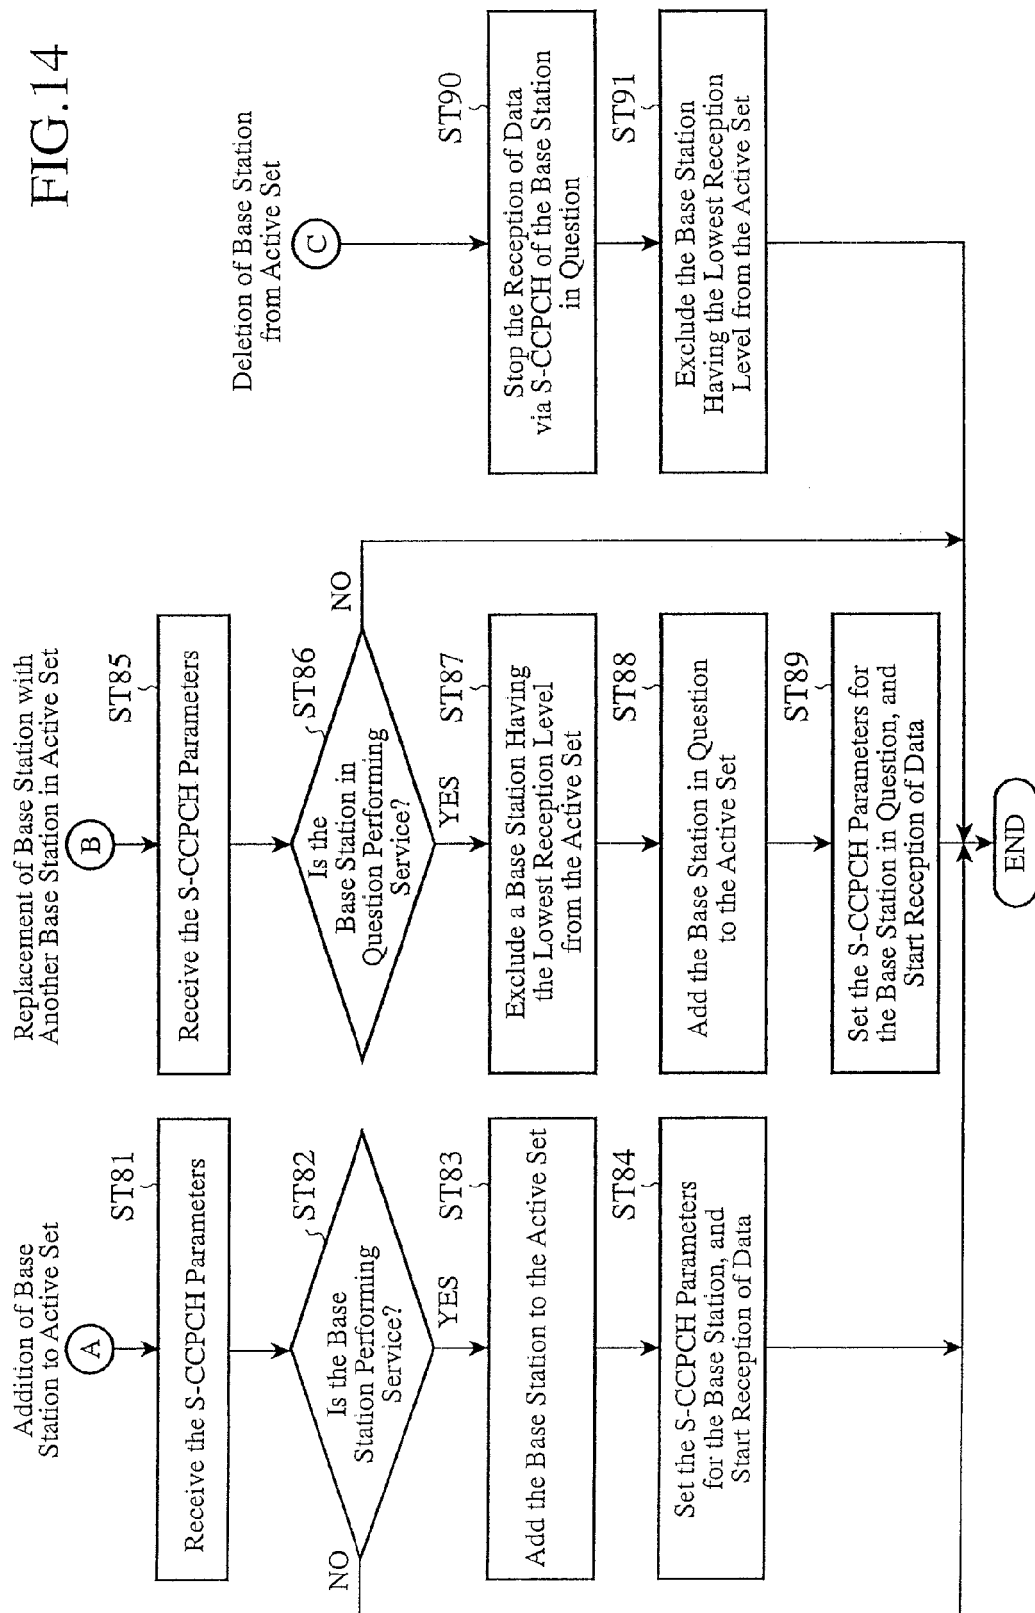 FIG.14
Addition of Base
Station to Active Set
A
ST81
Receive the S-CCPCH Parameters
ST82
Is the Base
Station Performing
Service?
NO
YES
ST83
Add the Base Station to the Active Set
ST84
Set the S-CCPCH Parameters
for the Base Station, and
Start Reception of Data
Replacement of Base Station with
Another Base Station in Active Set
B
ST85
Receive the S-CCPCH Parameters
ST86
Is the
Base Station in
Question Performing
Service?
NO
YES
ST87
Exclude a Base Station Having
the Lowest Reception Level
from the Active Set
ST88
Add the Base Station in Question
to the Active Set
ST89
Set the S-CCPCH Parameters for
the Base Station in Question, and
Start Reception of Data
END
Deletion of Base Station
from Active Set
C
ST90
Stop the Reception of Data
via S-CCPCH of the Base Station
in Question
ST91
Exclude the Base Station
Having the Lowest Reception
Level from the Active Set